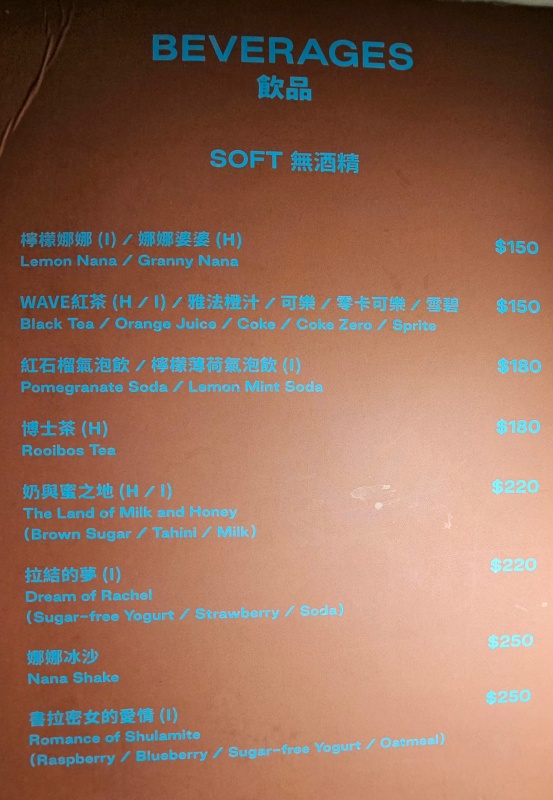 BEVERAGES
飲品
SOFT 無酒精
檸檬娜娜 (I) / 娜娜婆婆 (H) $150
Lemon Nana / Granny Nana
WAVE紅茶 (H / I) / 雅法橙汁 / 可樂 / 零卡可樂 / 雪碧 $150
Black Tea / Orange Juice / Coke / Coke Zero / Sprite
紅石榴氣泡飲 / 檸檬薄荷氣泡飲 (I) $180
Pomegranate Soda / Lemon Mint Soda
博士茶 (H) $180
Rooibos Tea
奶與蜜之地 (H / I) $220
The Land of Milk and Honey
(Brown Sugar / Tahini / Milk)
拉結的夢 (I) $220
Dream of Rachel
(Sugar-free Yogurt / Strawberry / Soda)
娜娜冰沙 $250
Nana Shake
書拉密女的愛情 (I) $250
Romance of Shulamite
(Raspberry / Blueberry / Sugar-free Yogurt / Oatmeal)